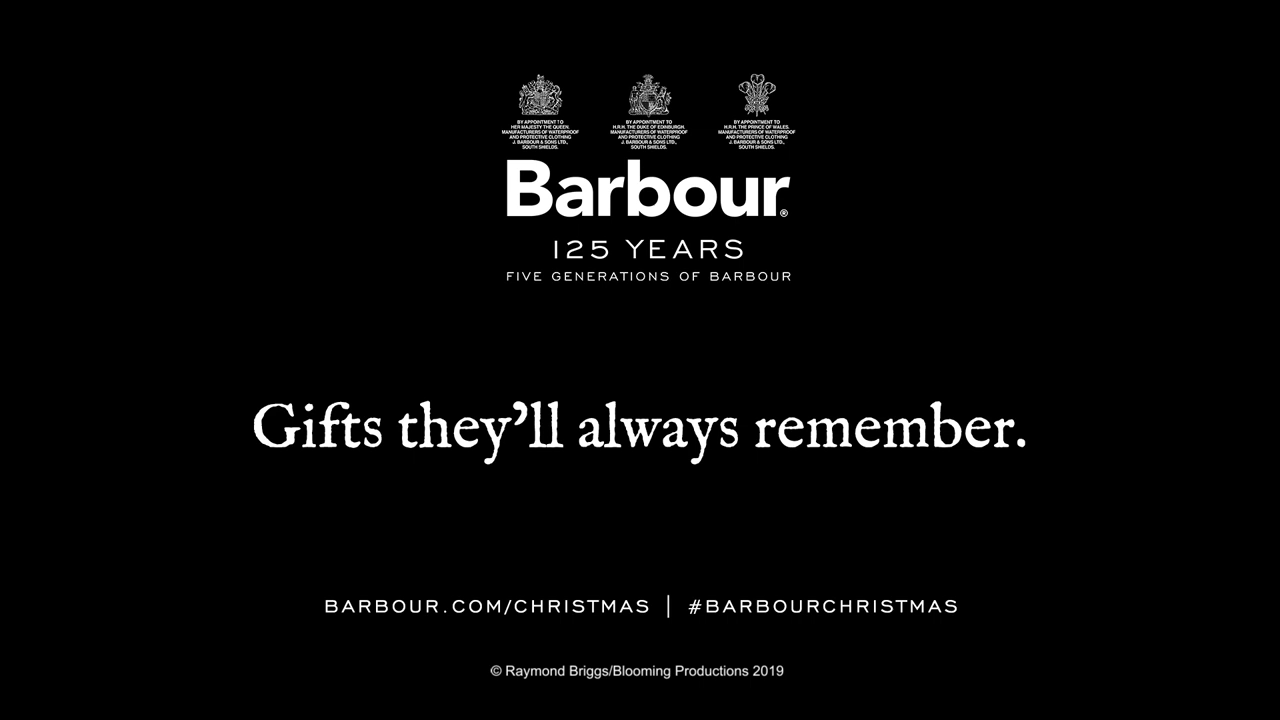 BY APPOINTMENT TO
HER MAJESTY THE QUEEN.
MANUFACTURERS OF WATERPROOF
AND PROTECTIVE CLOTHING
J. BARBOUR & SONS LTD.,
SOUTH SHIELDS.
BY APPOINTMENT TO
H.R.H. THE DUKE OF EDINBURGH.
MANUFACTURERS OF WATERPROOF
AND PROTECTIVE CLOTHING
J. BARBOUR & SONS LTD.,
SOUTH SHIELDS.
BY APPOINTMENT TO
H.R.H. THE PRINCE OF WALES.
MANUFACTURERS OF WATERPROOF
AND PROTECTIVE CLOTHING
J. BARBOUR & SONS LTD.,
SOUTH SHIELDS.
Barbour®
125 YEARS
FIVE GENERATIONS OF BARBOUR
Gifts they’ll always remember.
BARBOUR.COM/CHRISTMAS | #BARBOURCHRISTMAS
© Raymond Briggs/Blooming Productions 2019